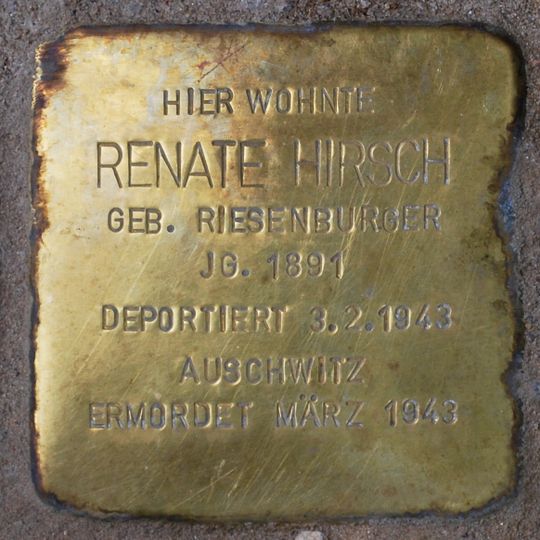 HIER WOHNTE
RENATE HIRSCH
GEB. RIESENBURGER
JG. 1891
DEPORTIERT 3.2.1943
AUSCHWITZ
ERMORDET MÄRZ 1943